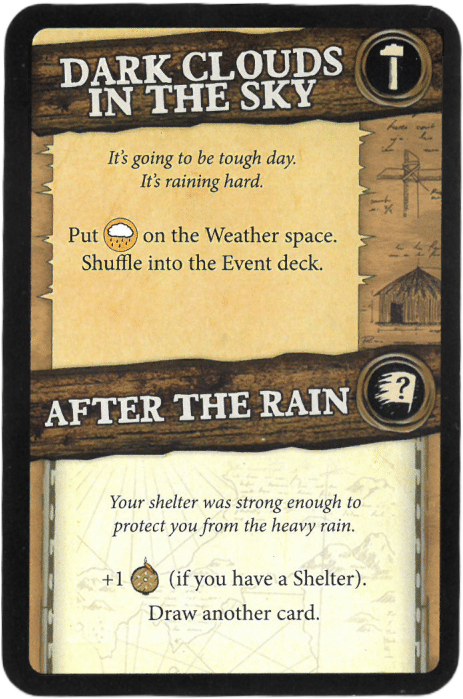 DARK CLOUDS
IN THE SKY
It's going to be tough day.
It's raining hard.
Put on the Weather space.
Shuffle into the Event deck.
AFTER THE RAIN
?
Your shelter was strong enough to
protect you from the heavy rain.
+1 (if you have a Shelter).
Draw another card.